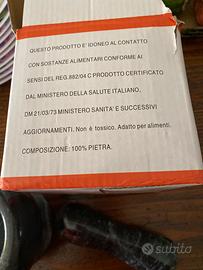 QUESTO PRODOTTO E' IDONEO AL CONTATTO
CON SOSTANZE ALIMENTARI CONFORME AI
SENSI DEL REG.882/04 C PRODOTTO CERTIFICATO
DAL MINISTERO DELLA SALUTE ITALIANO,
DM 21/03/73 MINISTERO SANITA' E SUCCESSIVI
AGGIORNAMENTI. Non è tossico. Adatto per alimenti.
COMPOSIZIONE: 100% PIETRA.
subito